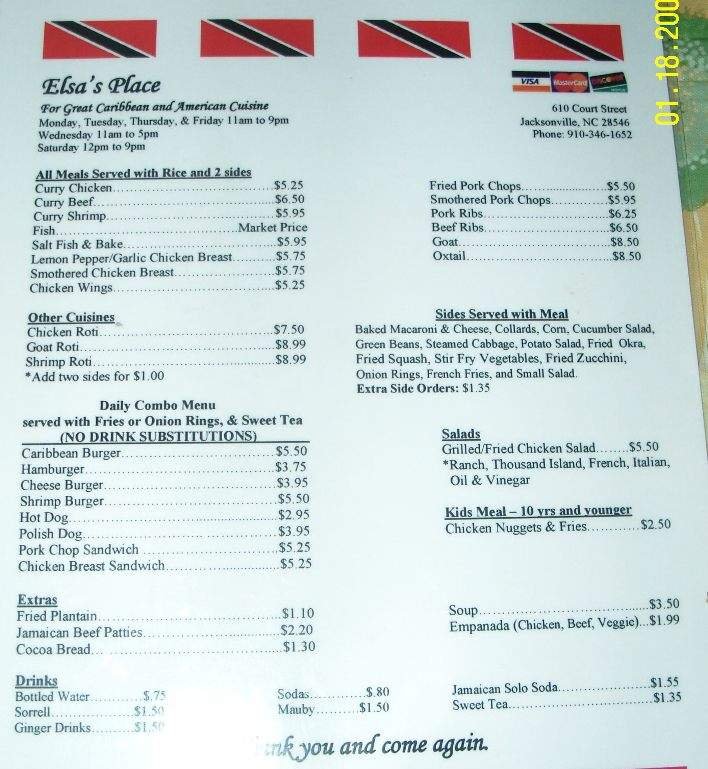 01.18.200
Elsa's Place
For Great Caribbean and American Cuisine
Monday, Tuesday, Thursday, & Friday 11am to 9pm
Wednesday 11am to 5pm
Saturday 12pm to 9pm
VISA MasterCard
610 Court Street
Jacksonville, NC 28546
Phone: 910-346-1652
All Meals Served with Rice and 2 sides
Curry Chicken $5.25
Curry Beef $6.50
Curry Shrimp $5.95
Fish Market Price
Salt Fish & Bake $5.95
Lemon Pepper/Garlic Chicken Breast $5.75
Smothered Chicken Breast $5.75
Chicken Wings $5.25
Fried Pork Chops $5.50
Smothered Pork Chops $5.95
Pork Ribs $6.25
Beef Ribs $6.50
Goat $8.50
Oxtail $8.50
Other Cuisines
Chicken Roti $7.50
Goat Roti $8.99
Shrimp Roti $8.99
*Add two sides for $1.00
Sides Served with Meal
Baked Macaroni & Cheese, Collards, Corn, Cucumber Salad,
Green Beans, Steamed Cabbage, Potato Salad, Fried Okra,
Fried Squash, Stir Fry Vegetables, Fried Zucchini,
Onion Rings, French Fries, and Small Salad.
Extra Side Orders: $1.35
Daily Combo Menu
served with Fries or Onion Rings, & Sweet Tea
(NO DRINK SUBSTITUTIONS)
Caribbean Burger $5.50
Hamburger $3.75
Cheese Burger $3.95
Shrimp Burger $5.50
Hot Dog $2.95
Polish Dog $3.95
Pork Chop Sandwich $5.25
Chicken Breast Sandwich $5.25
Salads
Grilled/Fried Chicken Salad $5.50
*Ranch, Thousand Island, French, Italian,
Oil & Vinegar
Kids Meal – 10 yrs and younger
Chicken Nuggets & Fries $2.50
Extras
Fried Plantain $1.10
Jamaican Beef Patties $2.20
Cocoa Bread $1.30
Soup $3.50
Empanada (Chicken, Beef, Veggie) $1.99
Drinks
Bottled Water $.75
Sorrell $1.50
Ginger Drinks $1.50
Sodas $.80
Mauby $1.50
Jamaican Solo Soda $1.55
Sweet Tea $1.35
you and come again.